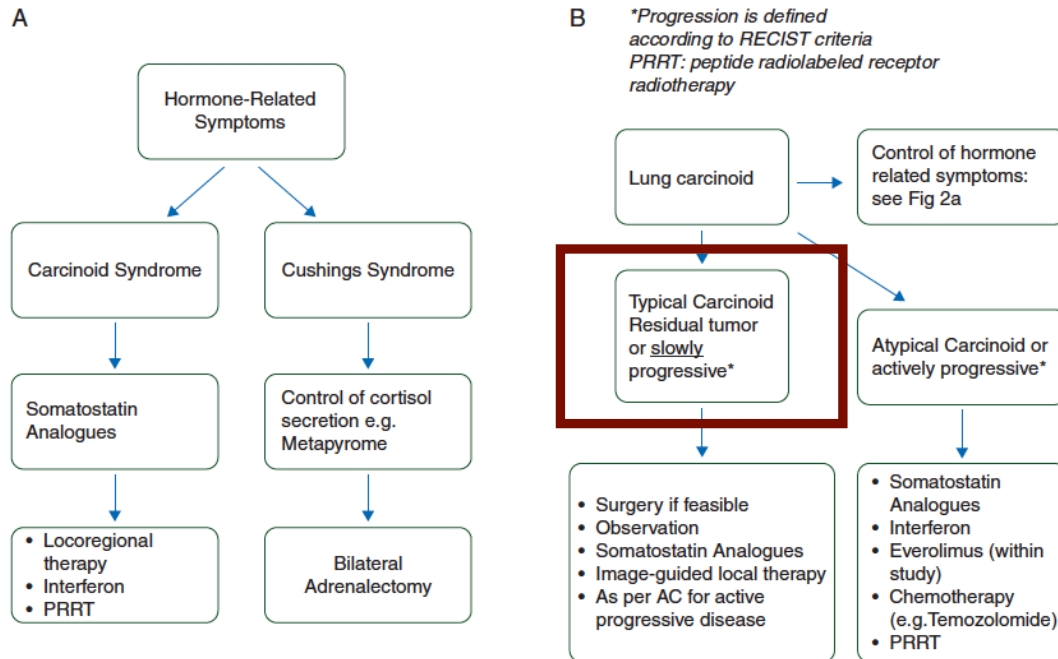 A
Hormone-Related
Symptoms
Carcinoid Syndrome
Cushings Syndrome
Somatostatin
Analogues
Control of cortisol
secretion e.g.
Metapyrome
• Locoregional
therapy
• Interferon
• PRRT
Bilateral
Adrenalectomy
B
*Progression is defined
according to RECIST criteria
PRRT: peptide radiolabeled receptor
radiotherapy
Lung carcinoid
Control of hormone
related symptoms:
see Fig 2a
Typical Carcinoid
Residual tumor
or slowly
progressive*
Atypical Carcinoid or
actively progressive*
• Surgery if feasible
• Observation
• Somatostatin Analogues
• Image-guided local therapy
• As per AC for active
progressive disease
• Somatostatin
Analogues
• Interferon
• Everolimus (within
study)
• Chemotherapy
(e.g.Temozolomide)
• PRRT